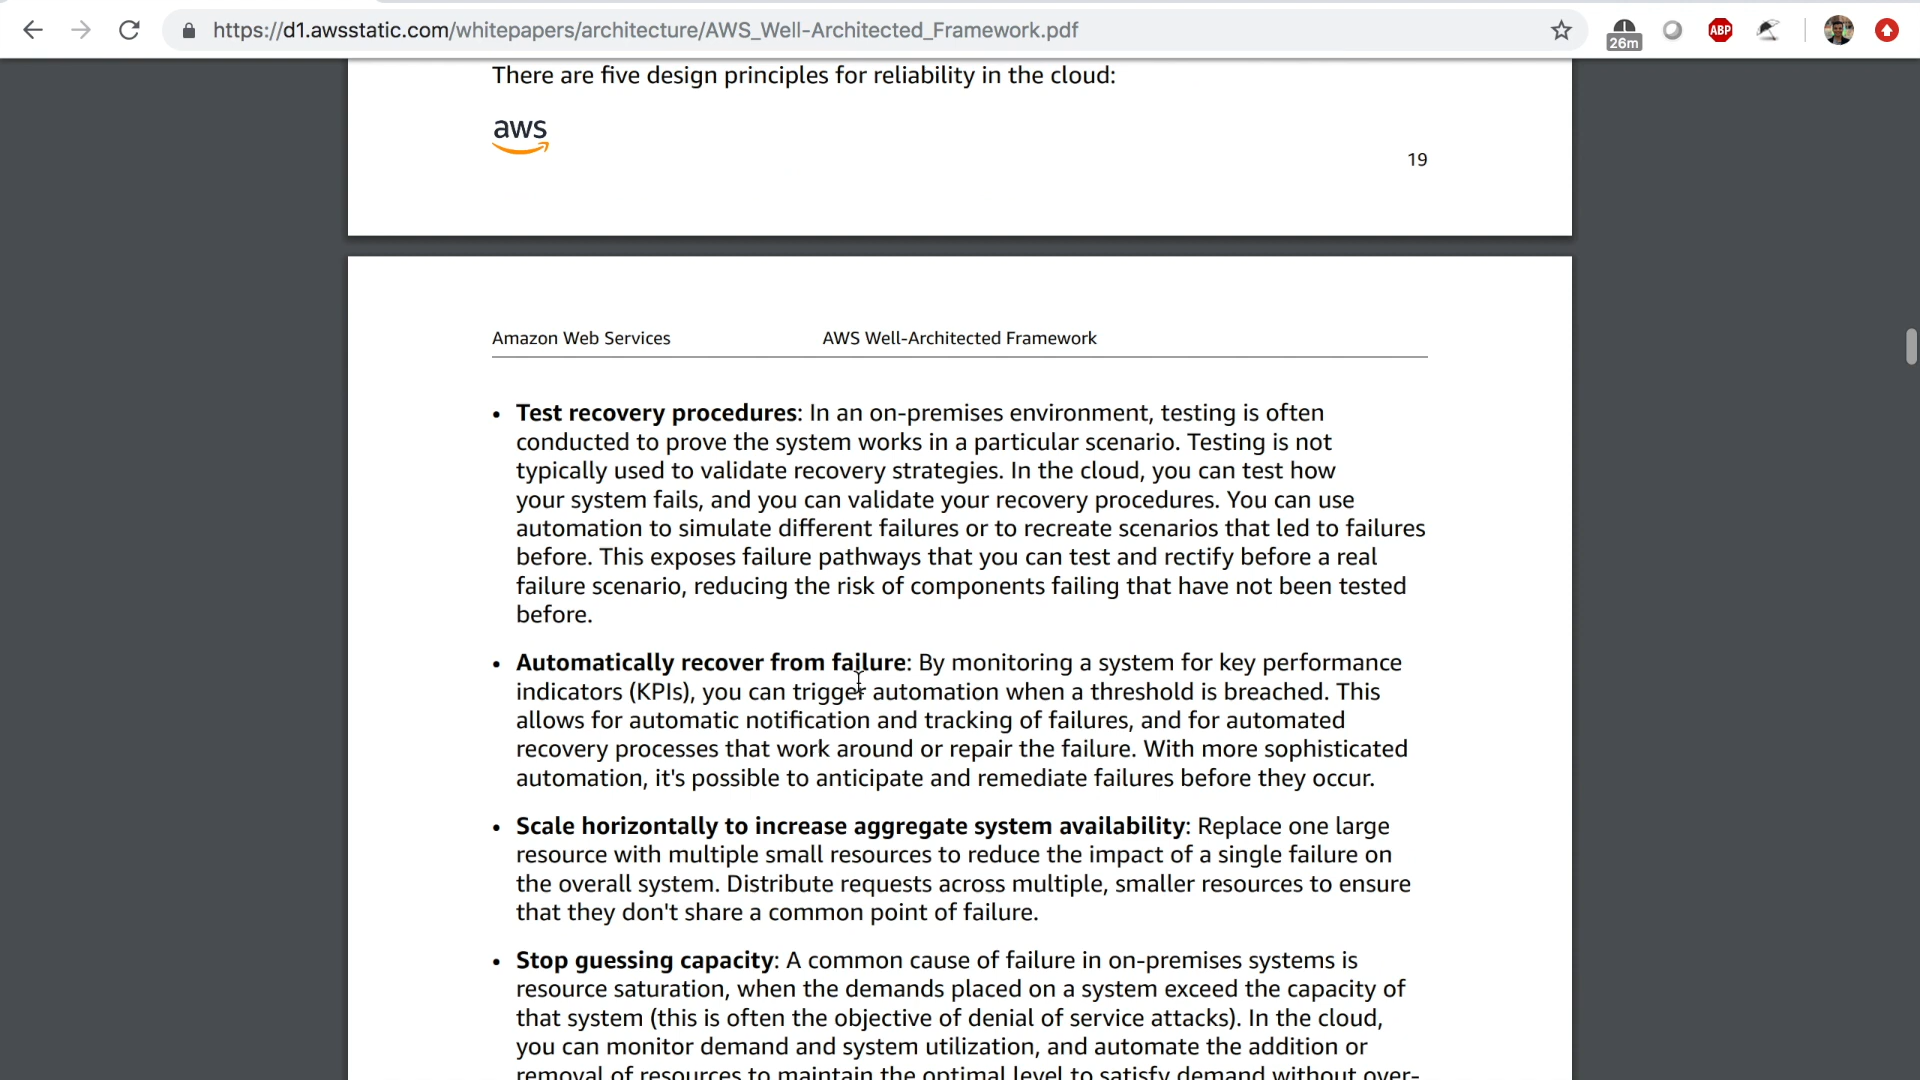 https://d1.awsstatic.com/whitepapers/architecture/AWS_Well-Architected_Framework.pdf
26m
ABP
There are five design principles for reliability in the cloud:
aws
19
Amazon Web Services AWS Well-Architected Framework
• Test recovery procedures: In an on-premises environment, testing is often
conducted to prove the system works in a particular scenario. Testing is not
typically used to validate recovery strategies. In the cloud, you can test how
your system fails, and you can validate your recovery procedures. You can use
automation to simulate different failures or to recreate scenarios that led to failures
before. This exposes failure pathways that you can test and rectify before a real
failure scenario, reducing the risk of components failing that have not been tested
before.
• Automatically recover from failure: By monitoring a system for key performance
indicators (KPIs), you can trigger automation when a threshold is breached. This
allows for automatic notification and tracking of failures, and for automated
recovery processes that work around or repair the failure. With more sophisticated
automation, it's possible to anticipate and remediate failures before they occur.
• Scale horizontally to increase aggregate system availability: Replace one large
resource with multiple small resources to reduce the impact of a single failure on
the overall system. Distribute requests across multiple, smaller resources to ensure
that they don't share a common point of failure.
• Stop guessing capacity: A common cause of failure in on-premises systems is
resource saturation, when the demands placed on a system exceed the capacity of
that system (this is often the objective of denial of service attacks). In the cloud,
you can monitor demand and system utilization, and automate the addition or
removal of resources to maintain the optimal level to satisfy demand without over-